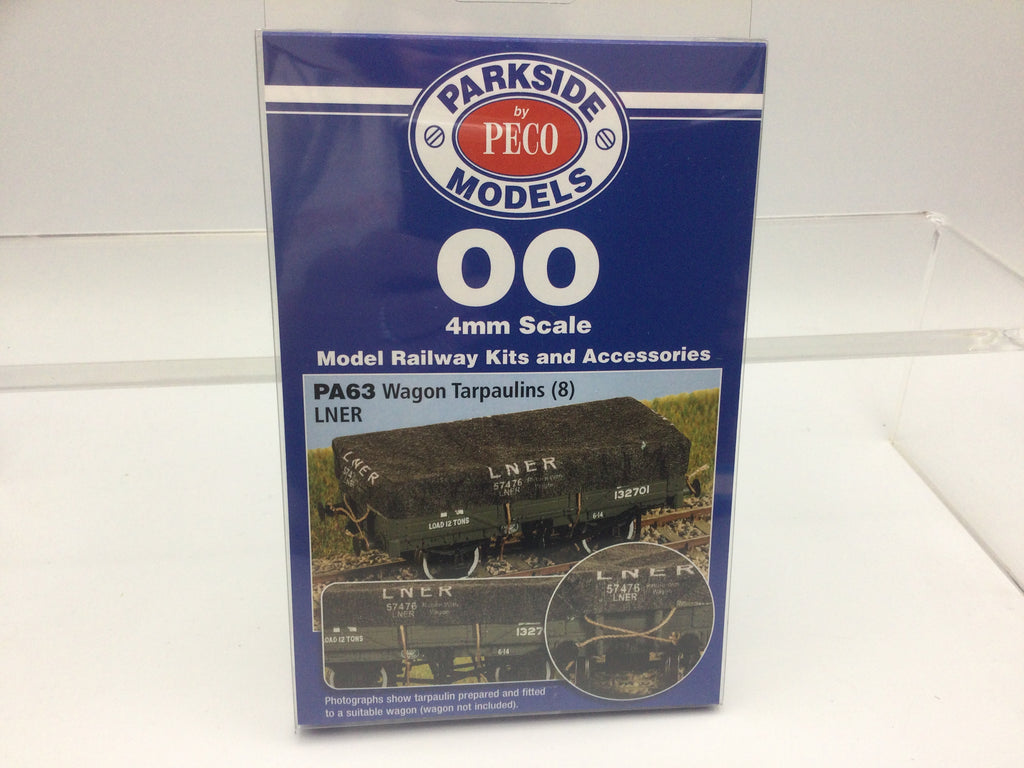 PARKSIDE
by
PECO
MODELS
OO
4mm Scale
Model Railway Kits and Accessories
PA63 Wagon Tarpaulins (8)
LNER
LNER
LNER
57476
LNER
132701
LOAD 12 TONS
6-14
LNER
57476
LNER
LOAD 12 TONS
1327
6-14
LNER
57476
LNER
Photographs show tarpaulin prepared and fitted
to a suitable wagon (wagon not included).